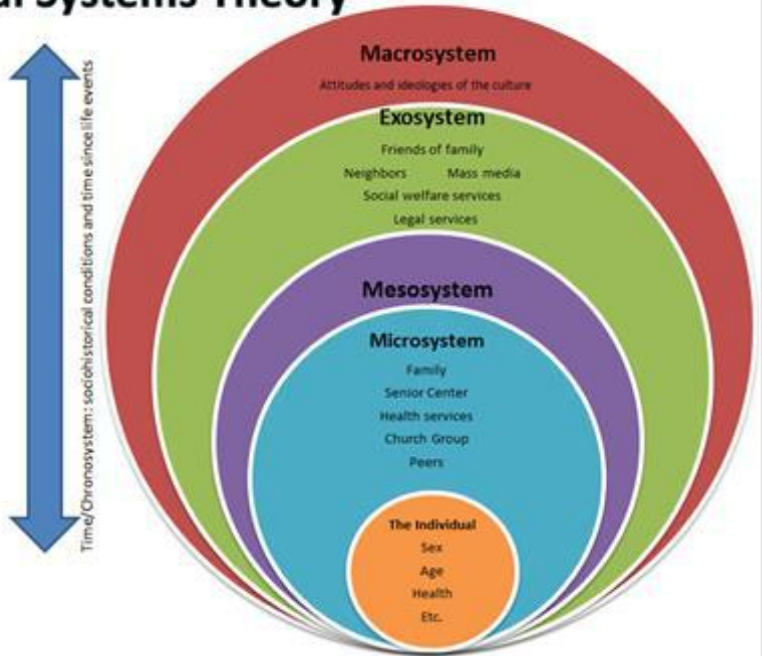 Systems Theory
Time/Chronosystem: sociohistorical conditions and time since life events
Macrosystem
Attitudes and ideologies of the culture
Exosystem
Friends of family
Neighbors Mass media
Social welfare services
Legal services
Mesosystem
Microsystem
Family
Senior Center
Health services
Church Group
Peers
The Individual
Sex
Age
Health
Etc.